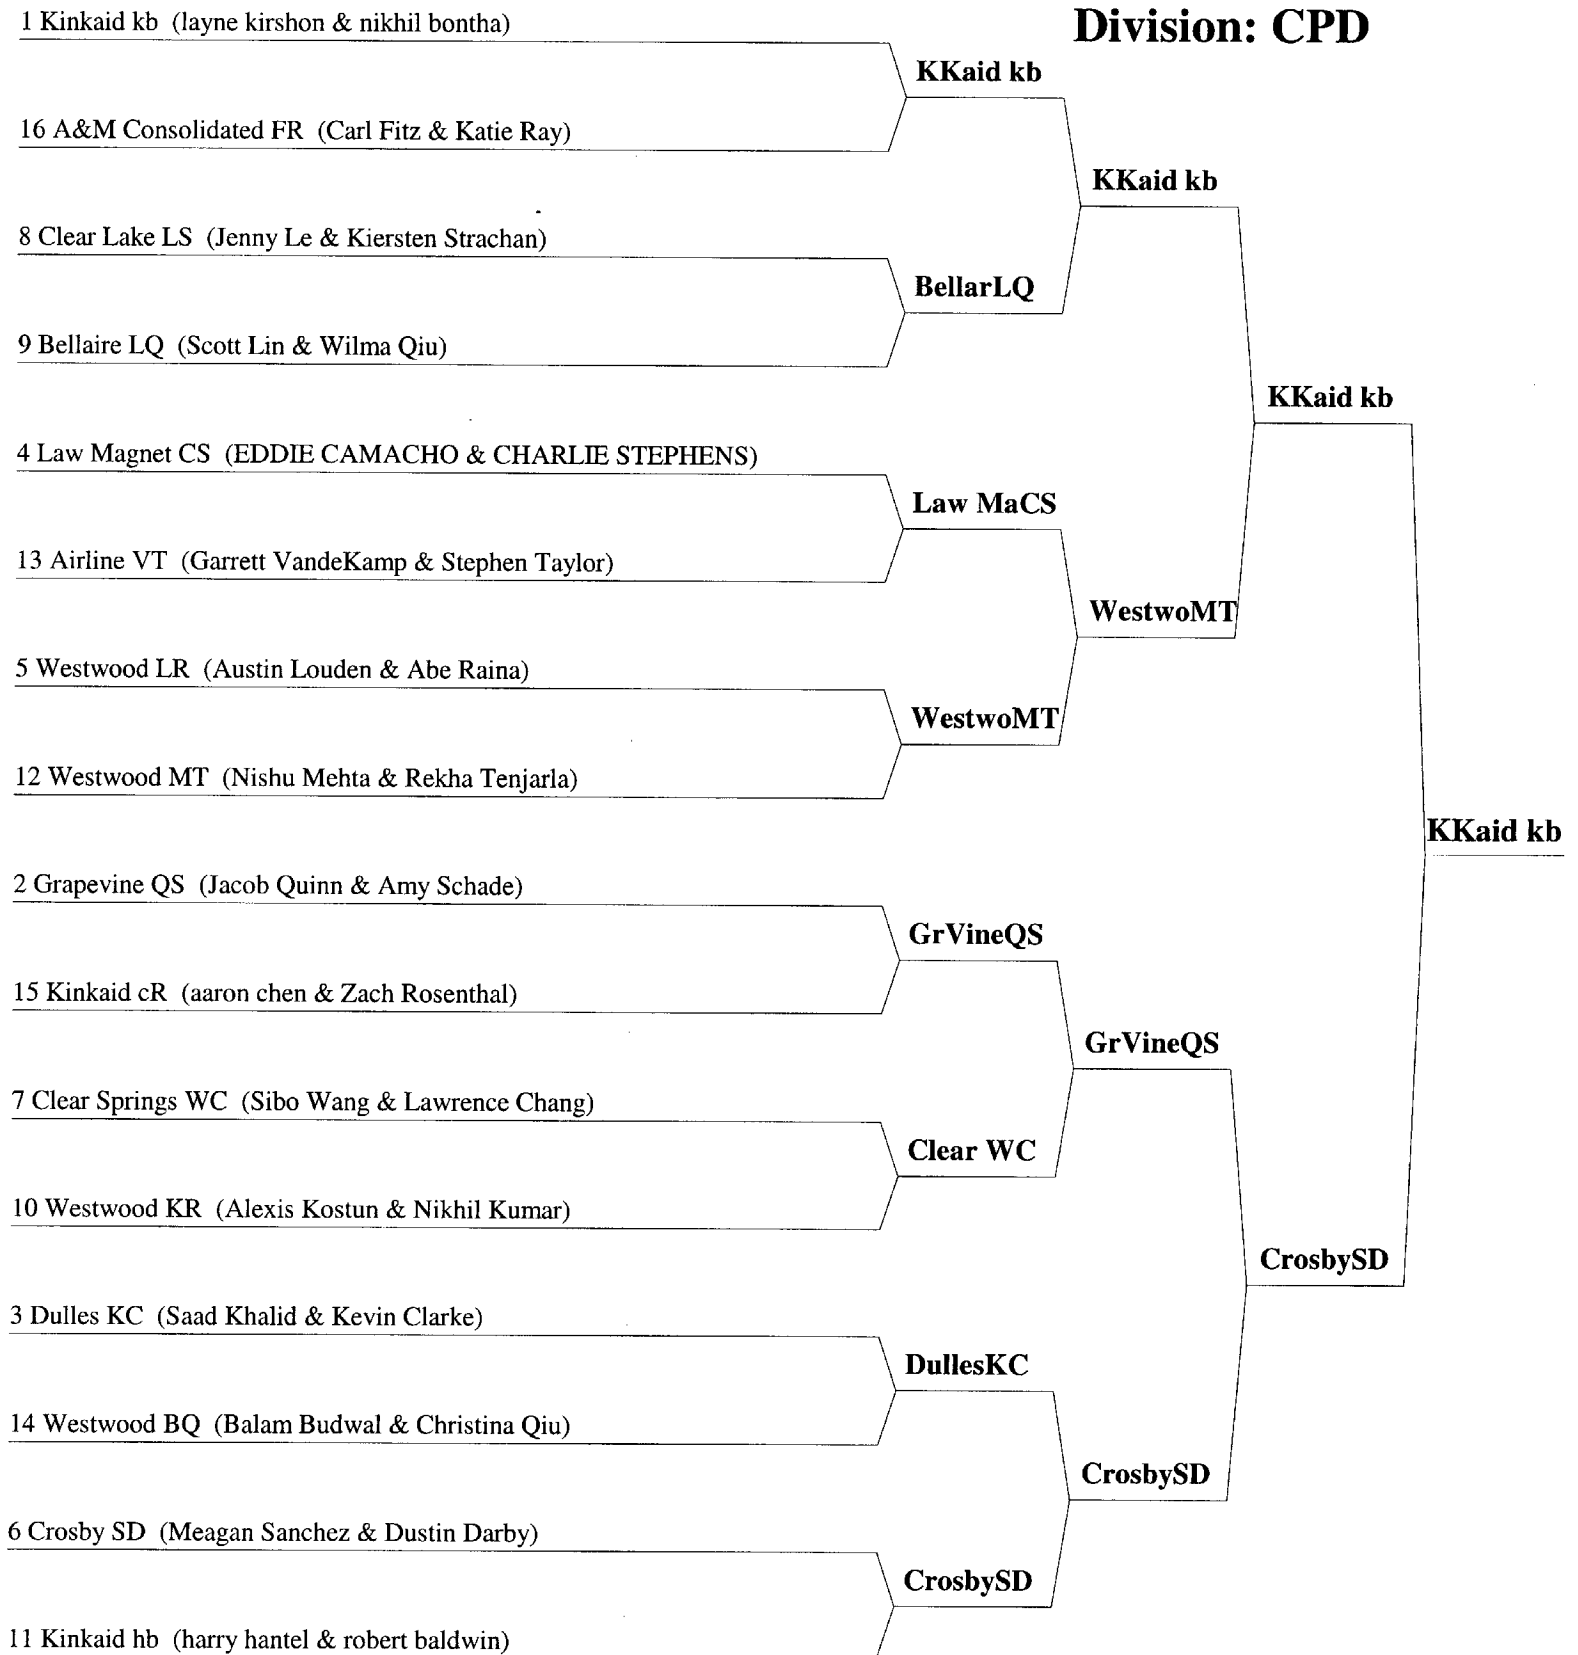 Division: CPD
1 Kinkaid kb (layne kirshon & nikhil bontha)
KKaid kb
16 A&M Consolidated FR (Carl Fitz & Katie Ray)
KKaid kb
8 Clear Lake LS (Jenny Le & Kiersten Strachan)
BellarLQ
9 Bellaire LQ (Scott Lin & Wilma Qiu)
KKaid kb
4 Law Magnet CS (EDDIE CAMACHO & CHARLIE STEPHENS)
Law MaCS
13 Airline VT (Garrett VandeKamp & Stephen Taylor)
WestwoMT
5 Westwood LR (Austin Louden & Abe Raina)
WestwoMT
12 Westwood MT (Nishu Mehta & Rekha Tenjarla)
KKaid kb
2 Grapevine QS (Jacob Quinn & Amy Schade)
GrVineQS
15 Kinkaid cR (aaron chen & Zach Rosenthal)
GrVineQS
7 Clear Springs WC (Sibo Wang & Lawrence Chang)
Clear WC
10 Westwood KR (Alexis Kostun & Nikhil Kumar)
CrosbySD
3 Dulles KC (Saad Khalid & Kevin Clarke)
DullesKC
14 Westwood BQ (Balam Budwal & Christina Qiu)
CrosbySD
6 Crosby SD (Meagan Sanchez & Dustin Darby)
CrosbySD
11 Kinkaid hb (harry hantel & robert baldwin)